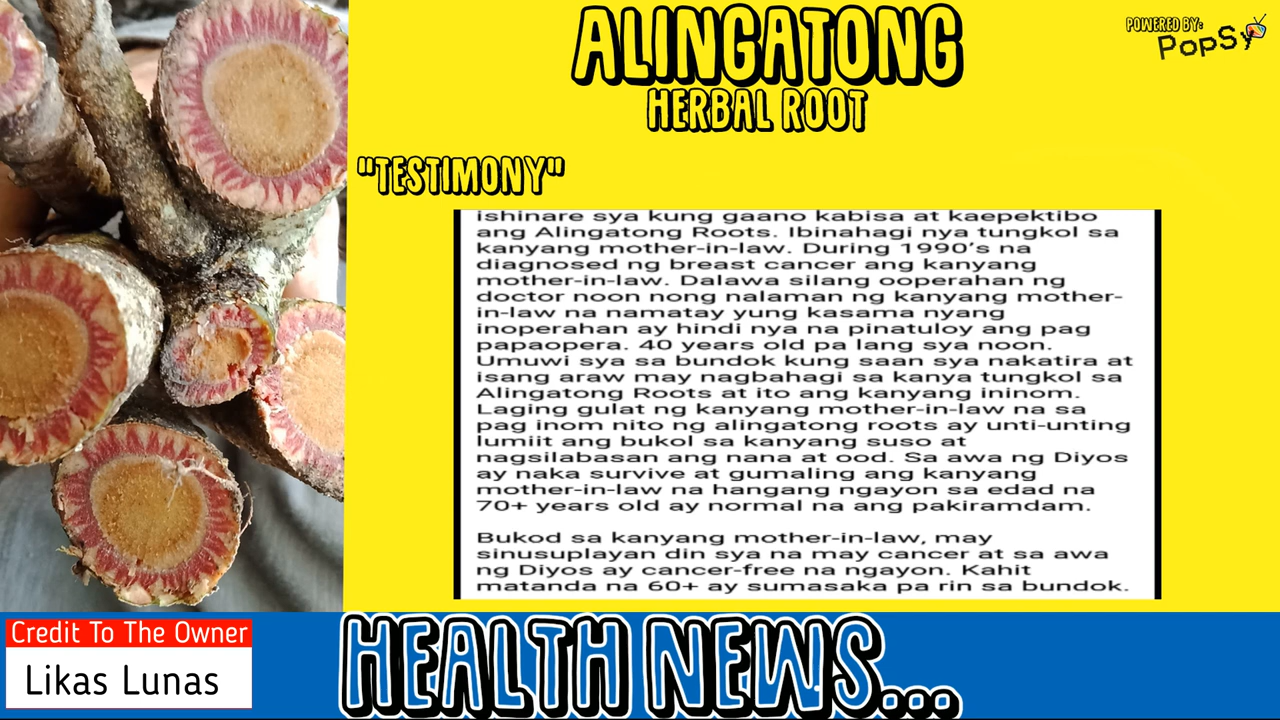 ALINGATONG
HERBAL ROOT
POWERED BY:
PopSy
"TESTIMONY"
ishinare sya kung gaano kabisa at kaepektibo
ang Alingatong Roots. Ibinahagi nya tungkol sa
kanyang mother-in-law. During 1990's na
diagnosed ng breast cancer ang kanyang
mother-in-law. Dalawa silang ooperahan ng
doctor noon nong nalaman ng kanyang mother-
in-law na namatay yung kasama nyang
inoperahan ay hindi nya na pinatuloy ang pag
papaopera. 40 years old pa lang sya noon.
Umuwi sya sa bundok kung saan sya nakatira at
isang araw may nagbahagi sa kanya tungkol sa
Alingatong Roots at ito ang kanyang ininom.
Laging gulat ng kanyang mother-in-law na sa
pag inom nito ng alingatong roots ay unti-unting
lumiit ang bukol sa kanyang suso at
nagsilabasan ang nana at ood. Sa awa ng Diyos
ay naka survive at gumaling ang kanyang
mother-in-law na hangang ngayon sa edad na
70+ years old ay normal na ang pakiramdam.
Bukod sa kanyang mother-in-law, may
sinusuplayan din sya na may cancer at sa awa
ng Diyos ay cancer-free na ngayon. Kahit
matanda na 60+ ay sumasaka pa rin sa bundok.
Credit To The Owner
Likas Lunas
HEALTH NEWS...